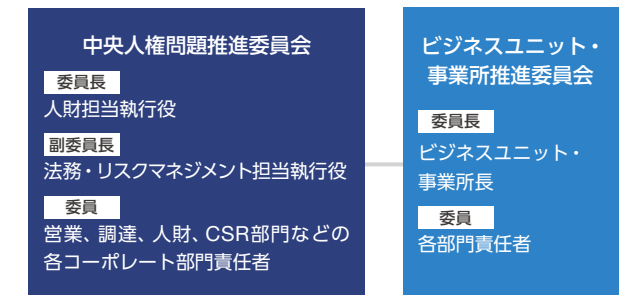 中央人権問題推進委員会
委員長
人財担当執行役
副委員長
法務・リスクマネジメント担当執行役
委員
営業、調達、人財、CSR部門などの
各コーポレート部門責任者
ビジネスユニット・
事業所推進委員会
委員長
ビジネスユニット・
事業所長
委員
各部門責任者